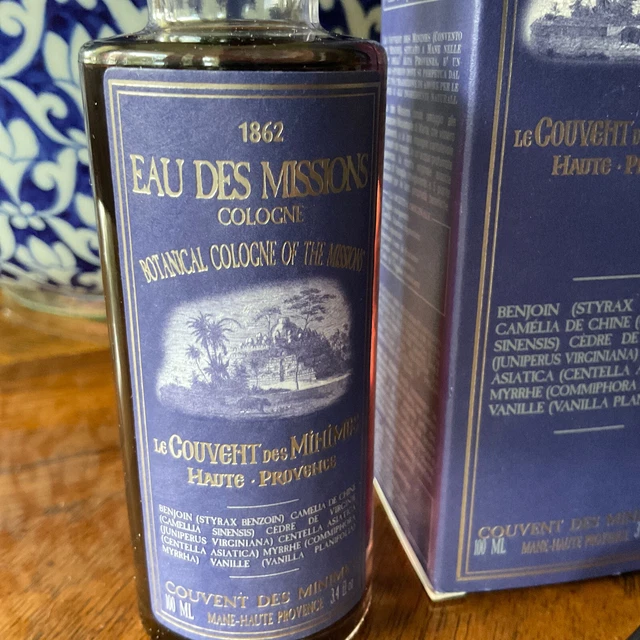 1862
EAU DES MISSIONS
COLOGNE
BOTANICAL COLOGNE OF THE MISSIONS
Le COUVENT DES MINIMES
HAUTE · PROVENCE
BENJOIN (STYRAX BENZOIN) CAMELIA DE CHINE
(CAMELLIA SINENSIS) CÈDRE DE VIRGINIE
(JUNIPERUS VIRGINIANA) CENTELLA
(CENTELLA ASIATICA) MYRRHE (COMMIPHORA
MYRRHA) VANILLE (VANILLA PLANIFOLIA)
COUVENT DES MINIMES
100 ML MANE-HAUTE PROVENCE 3.4 fl oz
Le COUVENT D
HAUTE · P
BENJOIN (STYRAX
CAMÉLIA DE CHINE
SINENSIS) CÈDRE DE
(JUNIPERUS VIRGINIANA)
ASIATICA (CENTELLA
MYRRHE (COMMIPHORA
VANILLE (VANILLA PLAN
COUVENT DES MIN
100 ML MANE-HAUTE PROVENCE